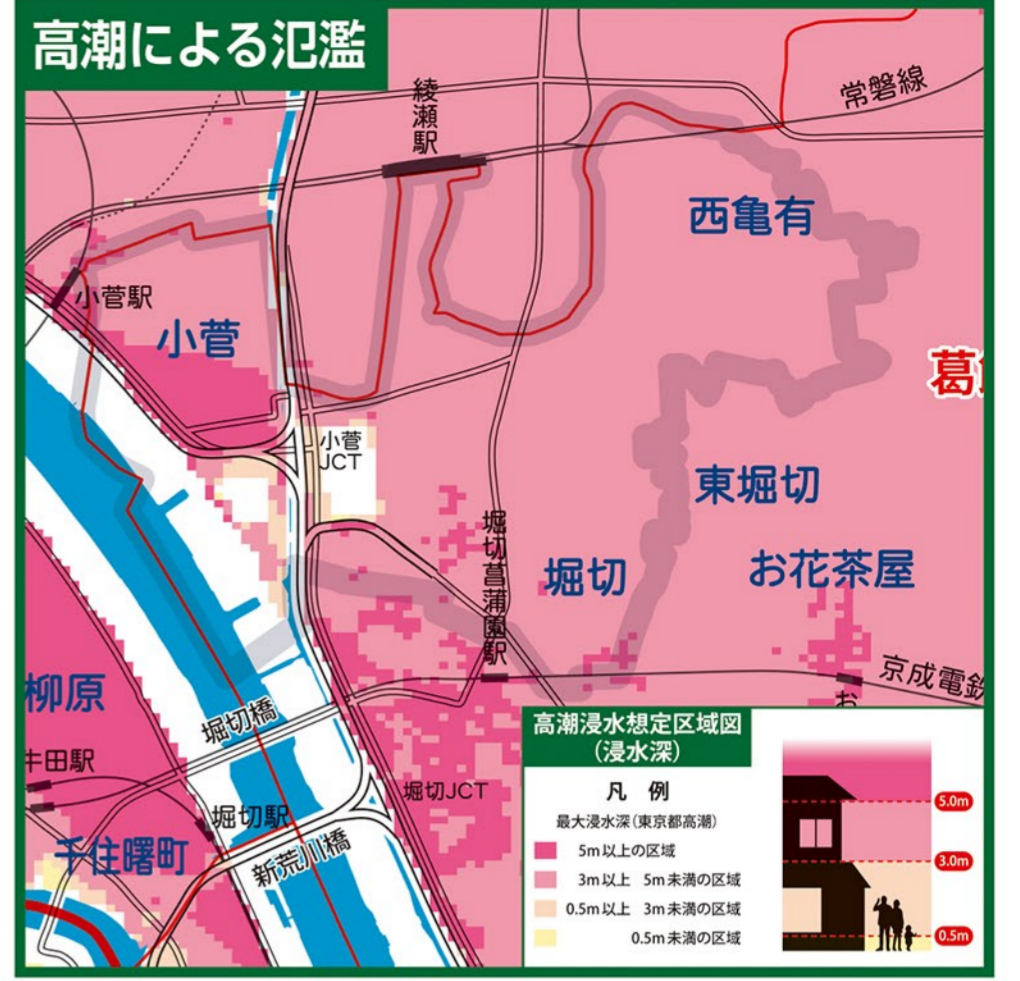 高潮による氾濫
綾瀬駅
常磐線
西亀有
小菅駅
小菅
葛
小菅
JCT
東堀切
堀切菖蒲園駅
堀切
お花茶屋
柳原
京成電鉄
お
堀切橋
牛田駅
堀切JCT
堀切駅
千住曙町
新荒川橋
高潮浸水想定区域図
(浸水深)
凡 例
最大浸水深(東京都高潮)
5m以上の区域
3m以上 5m未満の区域
0.5m以上 3m未満の区域
0.5m未満の区域
5.0m
3.0m
0.5m